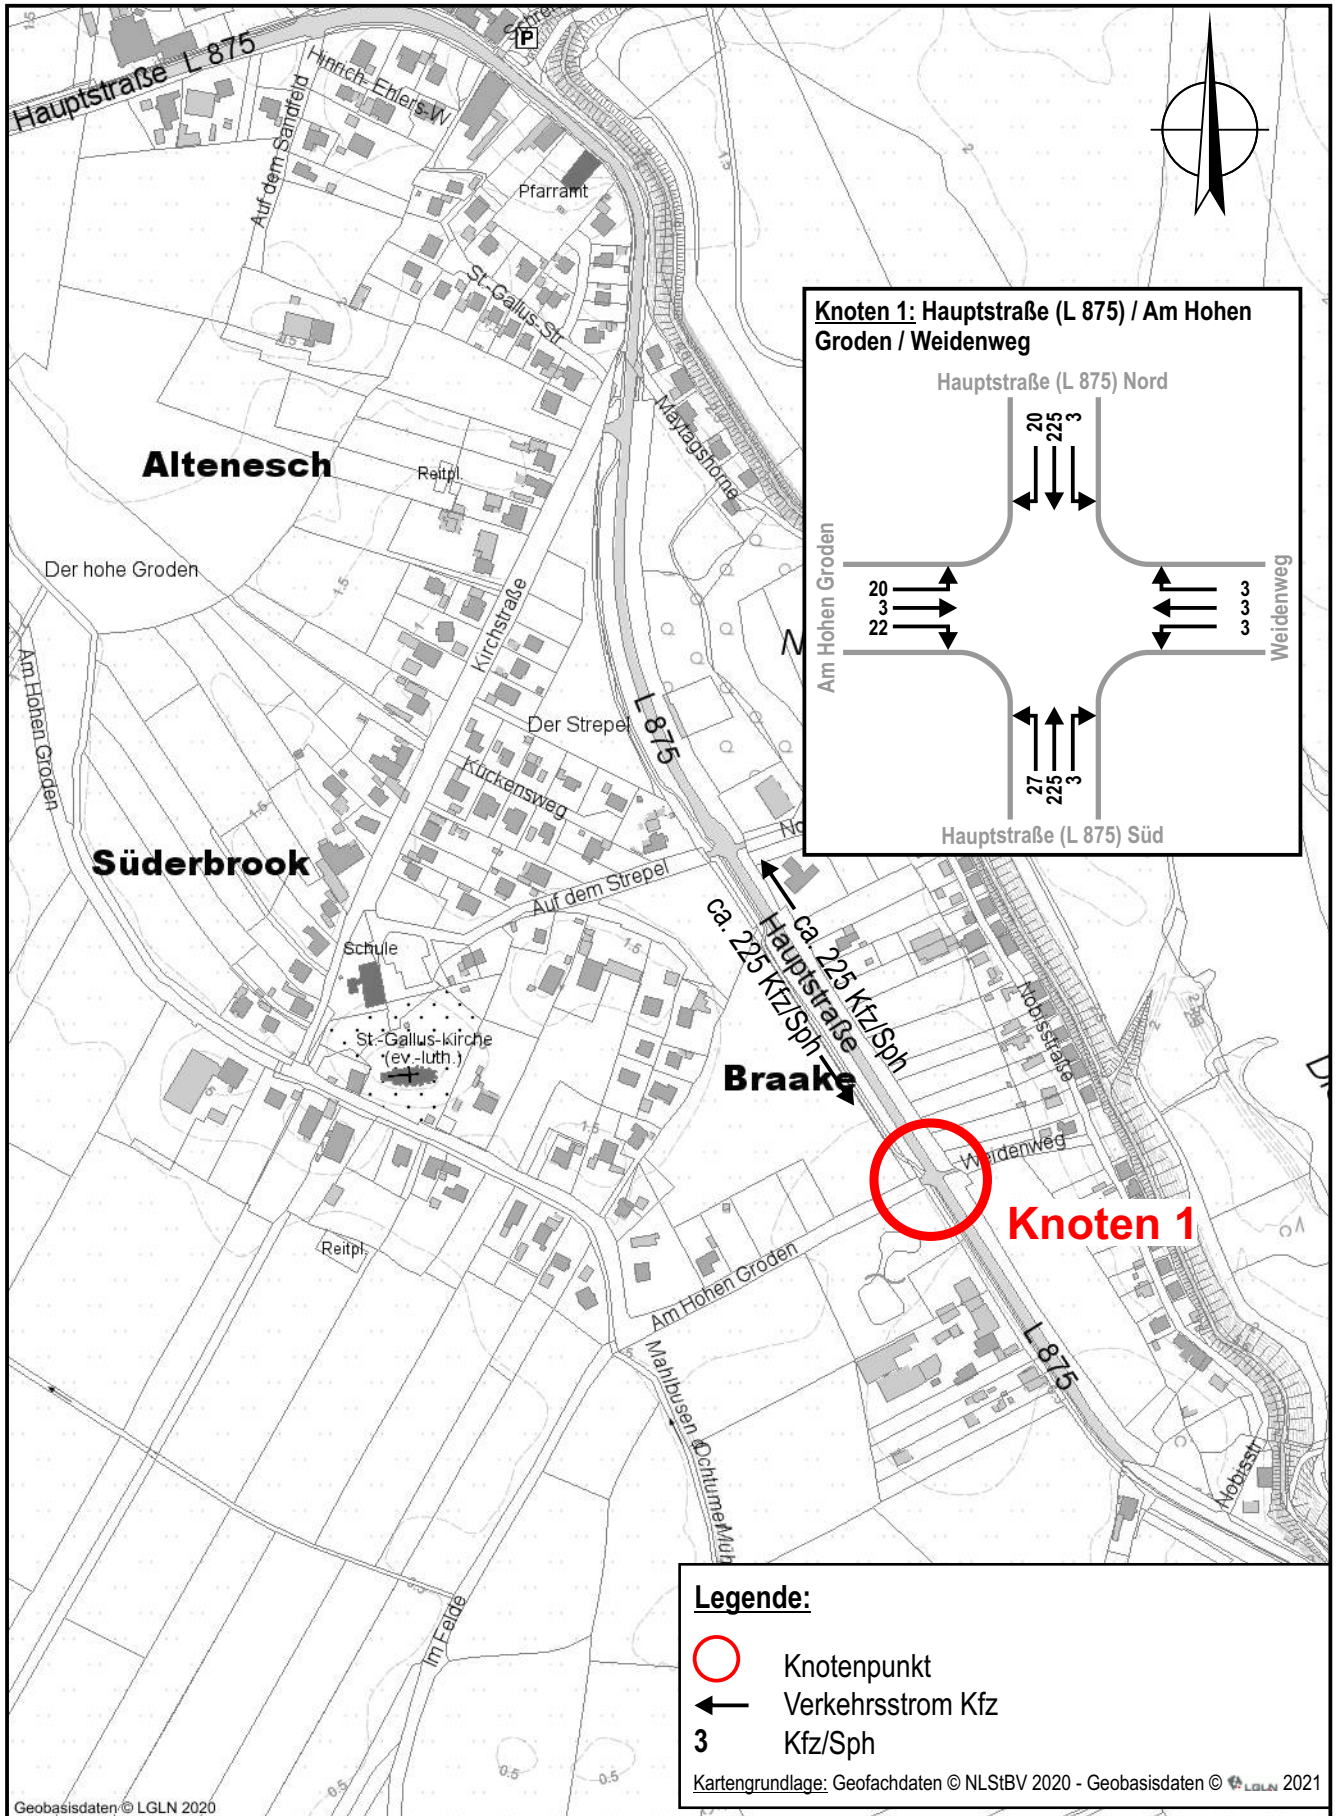 Hauptstraße L 875
Hinrich-Ehlers-W
Auf dem Sandfeld
P
Pfarramt
St.-Gallus-Str
Maytagshorne
Altenesch
Reitpl.
Der hohe Groden
Am Hohen Groden
Kirchstraße
Der Strepel
L 875
Kückensweg
Süderbrook
Auf dem Strepel
Schule
St.-Gallus-Kirche
(ev.-luth.)
ca. 225 Kfz/Sph
Hauptstraße
ca. 225 Kfz/Sph
Braake
Nobisstraße
Weidenweg
Knoten 1
Reitpl.
Am Hohen Groden
Mahlbusen d
Ochtumer
Müh
L 875
Nobisstr
Im Felde
Knoten 1: Hauptstraße (L 875) / Am Hohen
Groden / Weidenweg
Hauptstraße (L 875) Nord
20
225
3
Am Hohen Groden
20
3
22
3
3
3
Weidenweg
27
225
3
Hauptstraße (L 875) Süd
Legende:
Knotenpunkt
Verkehrsstrom Kfz
3 Kfz/Sph
Kartengrundlage: Geofachdaten © NLStBV 2020 - Geobasisdaten © LGLN 2021
Geobasisdaten © LGLN 2020